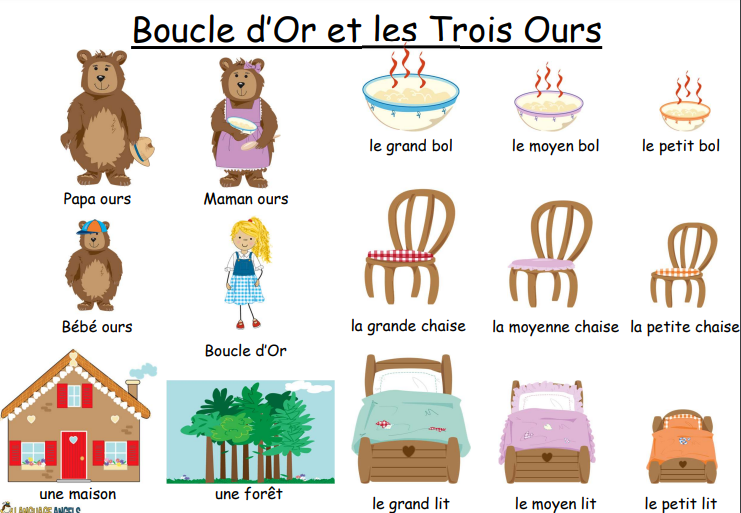 Boucle d'Or et les Trois Ours
le grand bol
le moyen bol
le petit bol
Papa ours
Maman ours
Bébé ours
Boucle d'Or
la grande chaise
la moyenne chaise
la petite chaise
une maison
une forêt
le grand lit
le moyen lit
le petit lit
LANGUAGE ANGELS